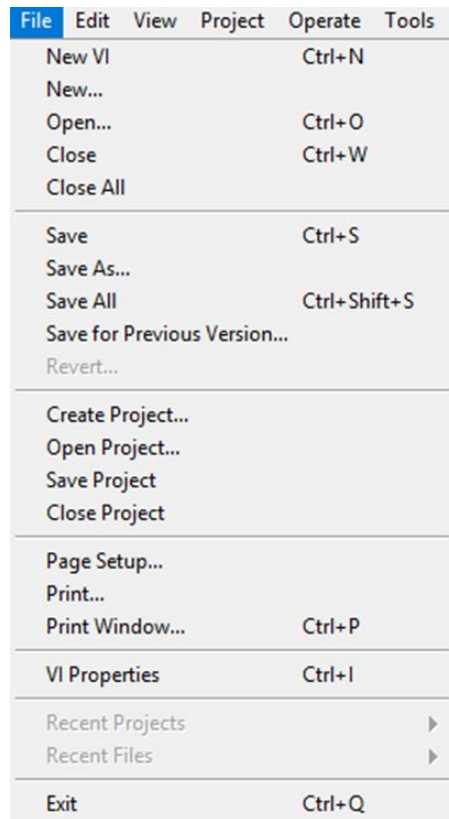 File Edit View Project Operate Tools
New VI Ctrl+N
New...
Open... Ctrl+O
Close Ctrl+W
Close All
Save Ctrl+S
Save As...
Save All Ctrl+Shift+S
Save for Previous Version...
Revert...
Create Project...
Open Project...
Save Project
Close Project
Page Setup...
Print...
Print Window... Ctrl+P
VI Properties Ctrl+I
Recent Projects
Recent Files
Exit Ctrl+Q